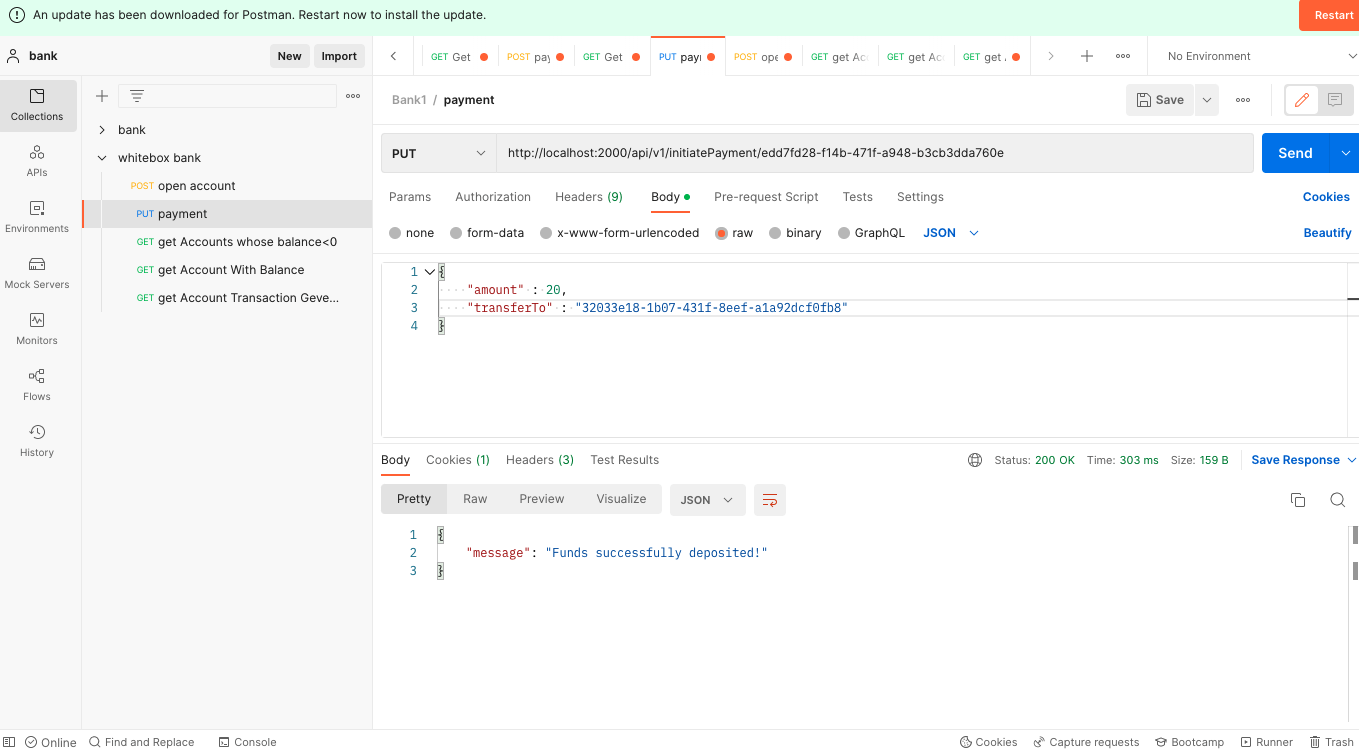 An update has been downloaded for Postman. Restart now to install the update.
Restart
bank
New
Import
GET Get
POST pay
GET Get
PUT payı
POST ope
GET get Ac
GET get Ac
GET get
No Environment
Collections
APIs
Environments
Mock Servers
Monitors
Flows
History
bank
whitebox bank
POST open account
PUT payment
GET get Accounts whose balance<0
GET get Account With Balance
GET get Account Transaction Geve...
Bank1 / payment
Save
PUT
http://localhost:2000/api/v1/initiatePayment/edd7fd28-f14b-471f-a948-b3cb3dda760e
Send
Params Authorization Headers (9) Body Pre-request Script Tests Settings
Cookies
none form-data x-www-form-urlencoded raw binary GraphQL JSON
Beautify
1 {
2 "amount" : 20,
3 "transferTo" : "32033e18-1b07-431f-8eef-a1a92dcf0fb8"
4 }
Body Cookies (1) Headers (3) Test Results
Status: 200 OK Time: 303 ms Size: 159 B
Save Response
Pretty Raw Preview Visualize JSON
1 {
2 "message": "Funds successfully deposited!"
3 }
Online
Find and Replace
Console
Cookies
Capture requests
Bootcamp
Runner
Trash